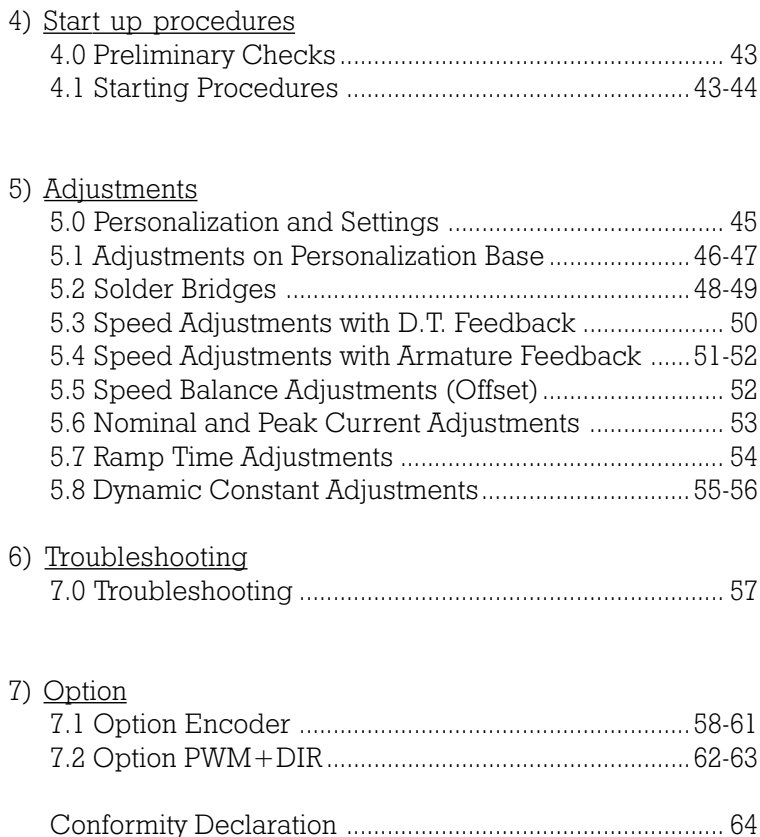 4) Start up procedures
4.0 Preliminary Checks .......................................................... 43
4.1 Starting Procedures .................................................... 43-44
5) Adjustments
5.0 Personalization and Settings .......................................... 45
5.1 Adjustments on Personalization Base ..................... 46-47
5.2 Solder Bridges ............................................................. 48-49
5.3 Speed Adjustments with D.T. Feedback ..................... 50
5.4 Speed Adjustments with Armature Feedback ...... 51-52
5.5 Speed Balance Adjustments (Offset) ........................... 52
5.6 Nominal and Peak Current Adjustments .................... 53
5.7 Ramp Time Adjustments ................................................. 54
5.8 Dynamic Constant Adjustments ............................... 55-56
6) Troubleshooting
7.0 Troubleshooting ................................................................ 57
7) Option
7.1 Option Encoder ........................................................... 58-61
7.2 Option PWM+DIR ....................................................... 62-63
Conformity Declaration ......................................................... 64